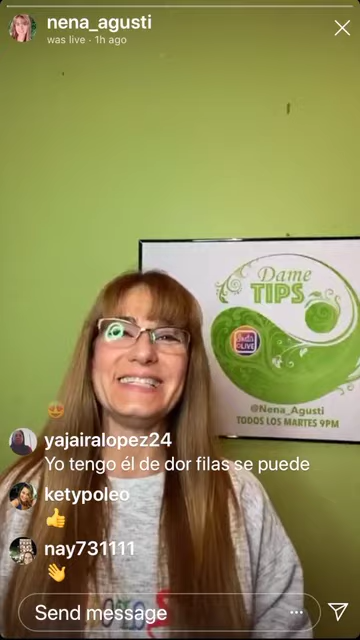 nena_agusti
was live · 1h ago
Dame
TIPS
@Nena_Agusti
TODOS LOS MARTES 9PM
😍
yajairalopez24
Yo tengo él de dor filas se puede
ketypoleo
👍
nay731111
👋
Send message